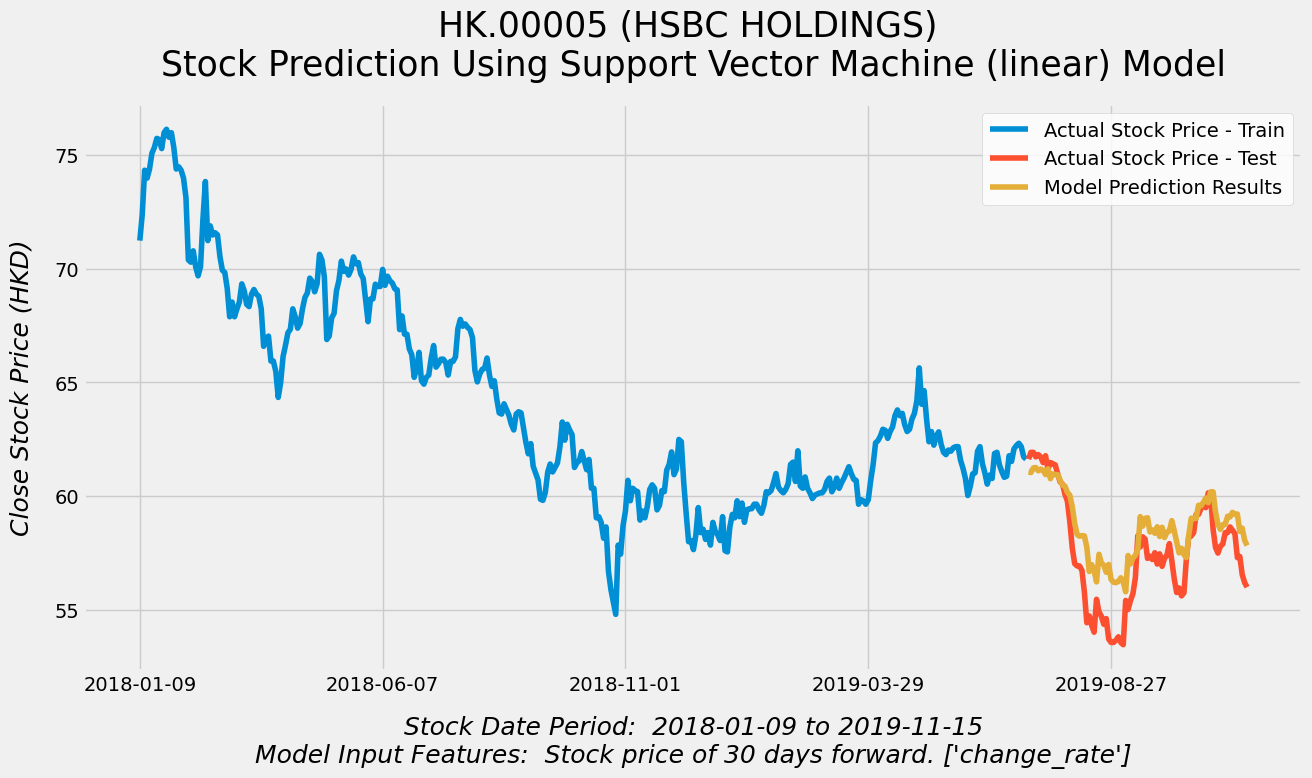 HK.00005 (HSBC HOLDINGS)
Stock Prediction Using Support Vector Machine (linear) Model
Actual Stock Price - Train
Actual Stock Price - Test
Model Prediction Results
Close Stock Price (HKD)
75
70
65
60
55
2018-01-09
2018-06-07
2018-11-01
2019-03-29
2019-08-27
Stock Date Period:  2018-01-09 to 2019-11-15
Model Input Features:  Stock price of 30 days forward. ['change_rate']